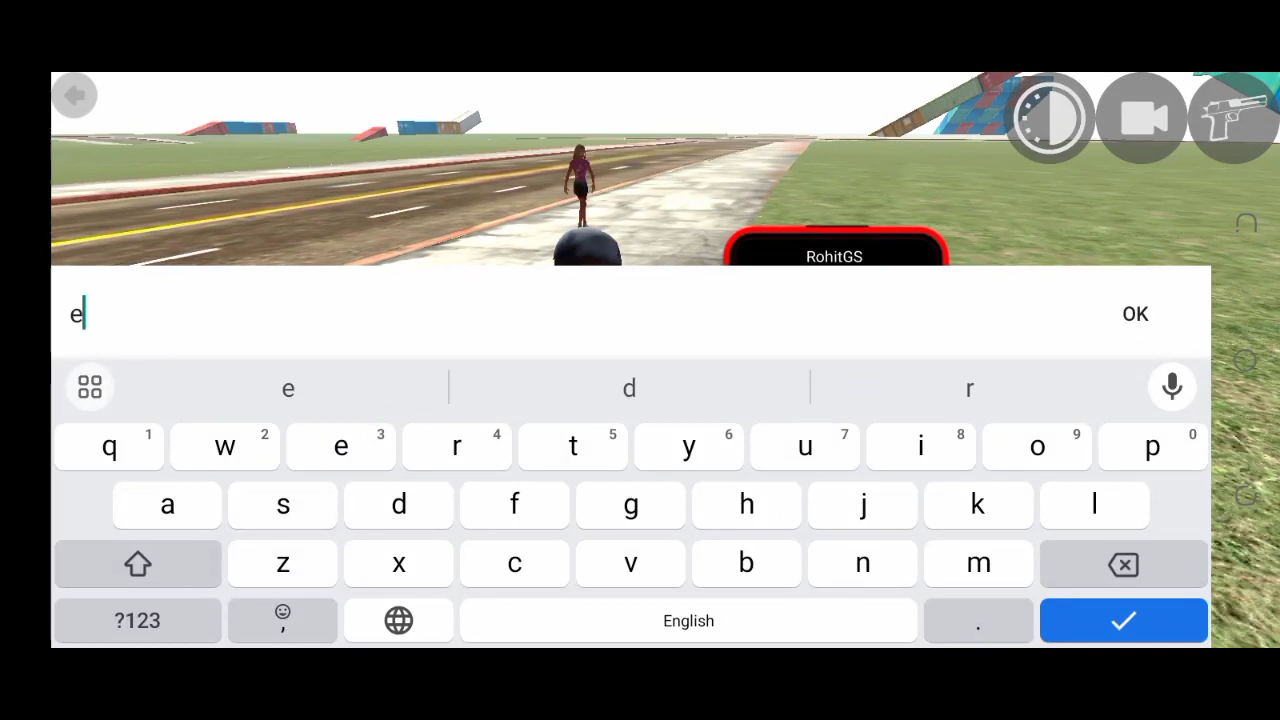 RohitGS
e
OK
e d r
q 1 w 2 e 3 r 4 t 5 y 6 u 7 i 8 o 9 p 0
a s d f g h j k l
z x c v b n m
?123 , English .